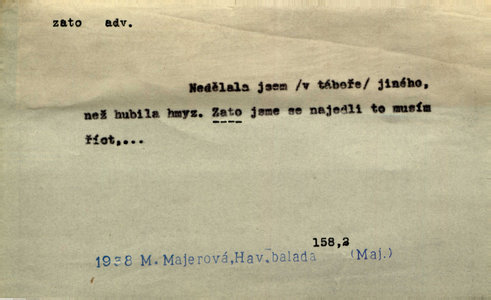 zato adv.
Nedělala jsem /v táboře/ jiného,
než hubila hmyz. Zato jsme se najedli to musím
říct,...
158,2
1938 M. Majerová, Hav. balada (Maj.)